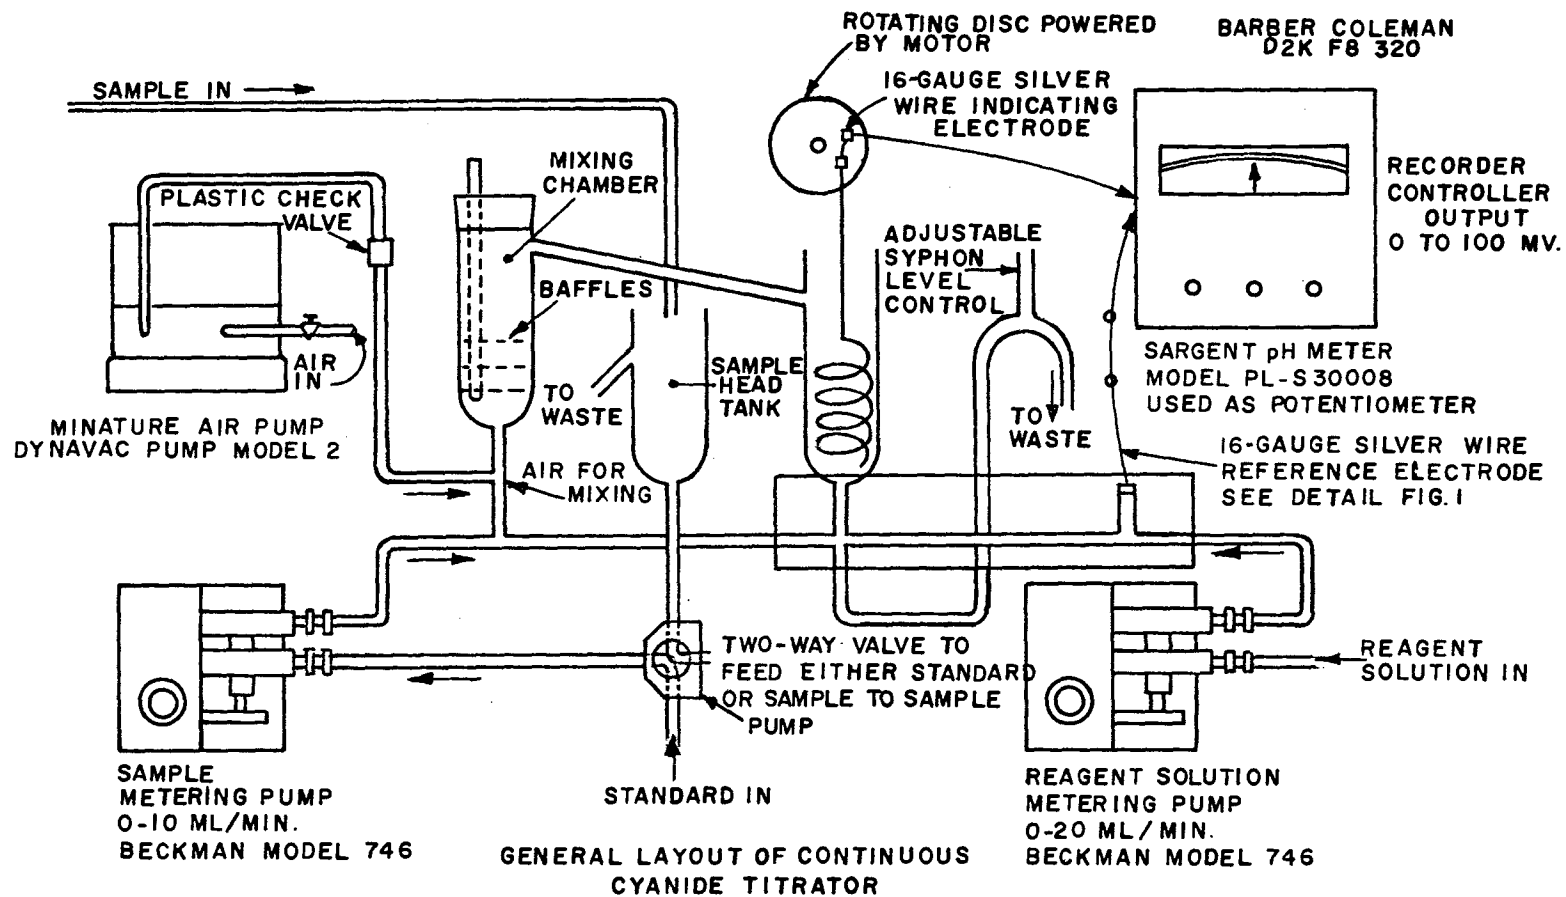 ROTATING DISC POWERED
BY MOTOR
BARBER COLEMAN
D2K F8 320
SAMPLE IN
16-GAUGE SILVER
WIRE INDICATING
ELECTRODE
MIXING
CHAMBER
RECORDER
CONTROLLER
OUTPUT
0 TO 100 MV.
PLASTIC CHECK
VALVE
ADJUSTABLE
SYPHON
LEVEL
CONTROL
BAFFLES
AIR
IN
SAMPLE
HEAD
TANK
TO
WASTE
TO
WASTE
SARGENT pH METER
MODEL PL-S30008
USED AS POTENTIOMETER
MINATURE AIR PUMP
DYNAVAC PUMP MODEL 2
16-GAUGE SILVER WIRE
REFERENCE ELECTRODE
SEE DETAIL FIG. 1
AIR FOR
MIXING
TWO-WAY VALVE TO
FEED EITHER STANDARD
OR SAMPLE TO SAMPLE
PUMP
REAGENT
SOLUTION IN
SAMPLE
METERING PUMP
0-10 ML/MIN.
BECKMAN MODEL 746
STANDARD IN
REAGENT SOLUTION
METERING PUMP
0-20 ML/MIN.
BECKMAN MODEL 746
GENERAL LAYOUT OF CONTINUOUS
CYANIDE TITRATOR